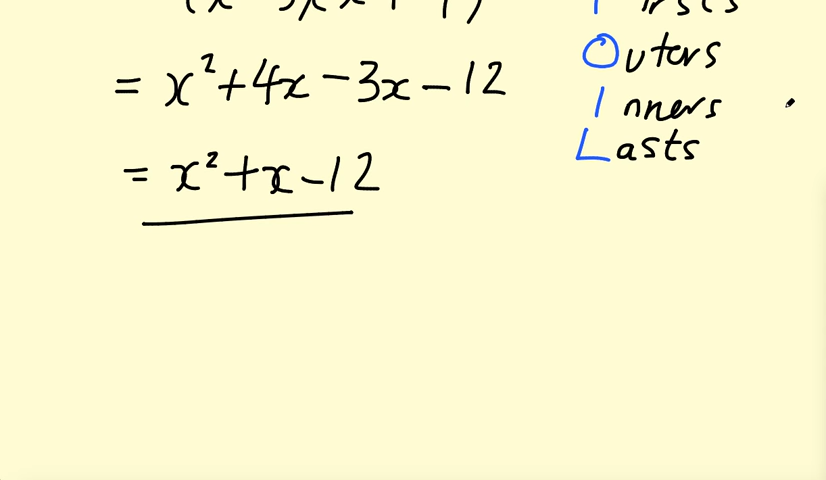 = x² + 4x − 3x − 12
= x² + x − 12
Outers
Inners
Lasts